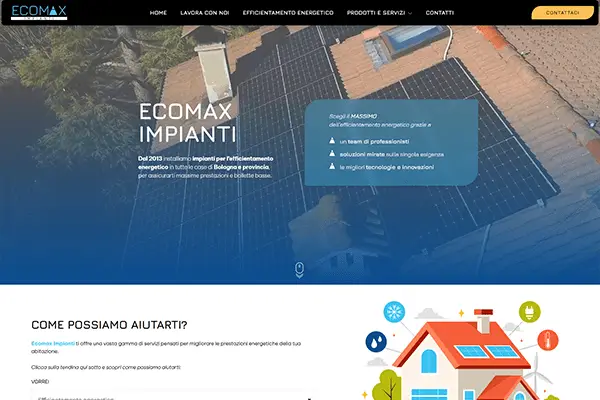 ECOMAX
IMPIANTI
HOME
LAVORA CON NOI
EFFICIENTAMENTO ENERGETICO
PRODOTTI E SERVIZI
CONTATTI
CONTATTACI
ECOMAX
IMPIANTI
Dal 2013 installiamo impianti per l'efficientamento
energetico in tutte le case di Bologna e provincia,
per assicurarti massime prestazioni e bollette basse.
Scegli il MASSIMO
dell'efficientamento energetico grazie a
un team di professionisti
soluzioni mirate sulla singola esigenza
le migliori tecnologie e innovazioni
COME POSSIAMO AIUTARTI?
Ecomax Impianti ti offre una vasta gamma di servizi pensati per migliorare le prestazioni energetiche della tua
abitazione.
Clicca sulla tendina qui sotto e scopri come possiamo aiutarti.
VORREI
Efficientamento energetico